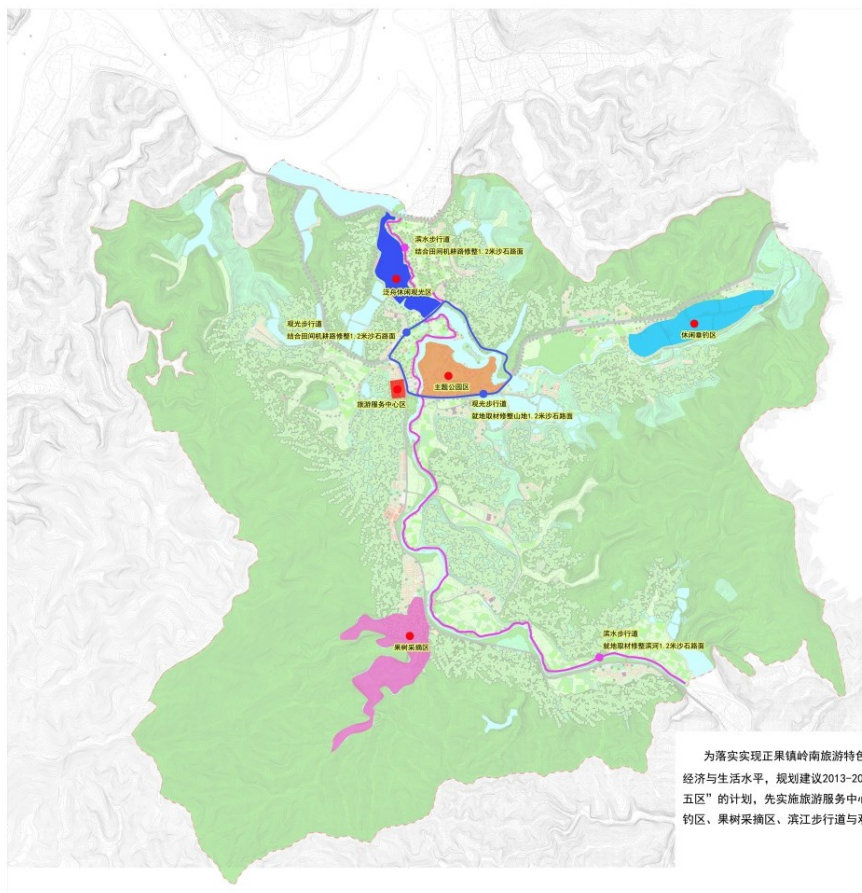 滨水步行道
结合田间机耕路修整1.2米沙石路面
泛舟休闲观光区
观光步行道
结合田间机耕路修整1.2米沙石路面
休闲垂钓区
主题公园区
旅游服务中心区
观光步行道
就地取材修整山地1.2米沙石路面
果树采摘区
滨水步行道
就地取材修整滨河1.2米沙石路面
为落实实现正果镇岭南旅游特色
经济与生活水平，规划建议2013-20
五区”的计划，先实施旅游服务中心
钓区、果树采摘区、滨江步行道与